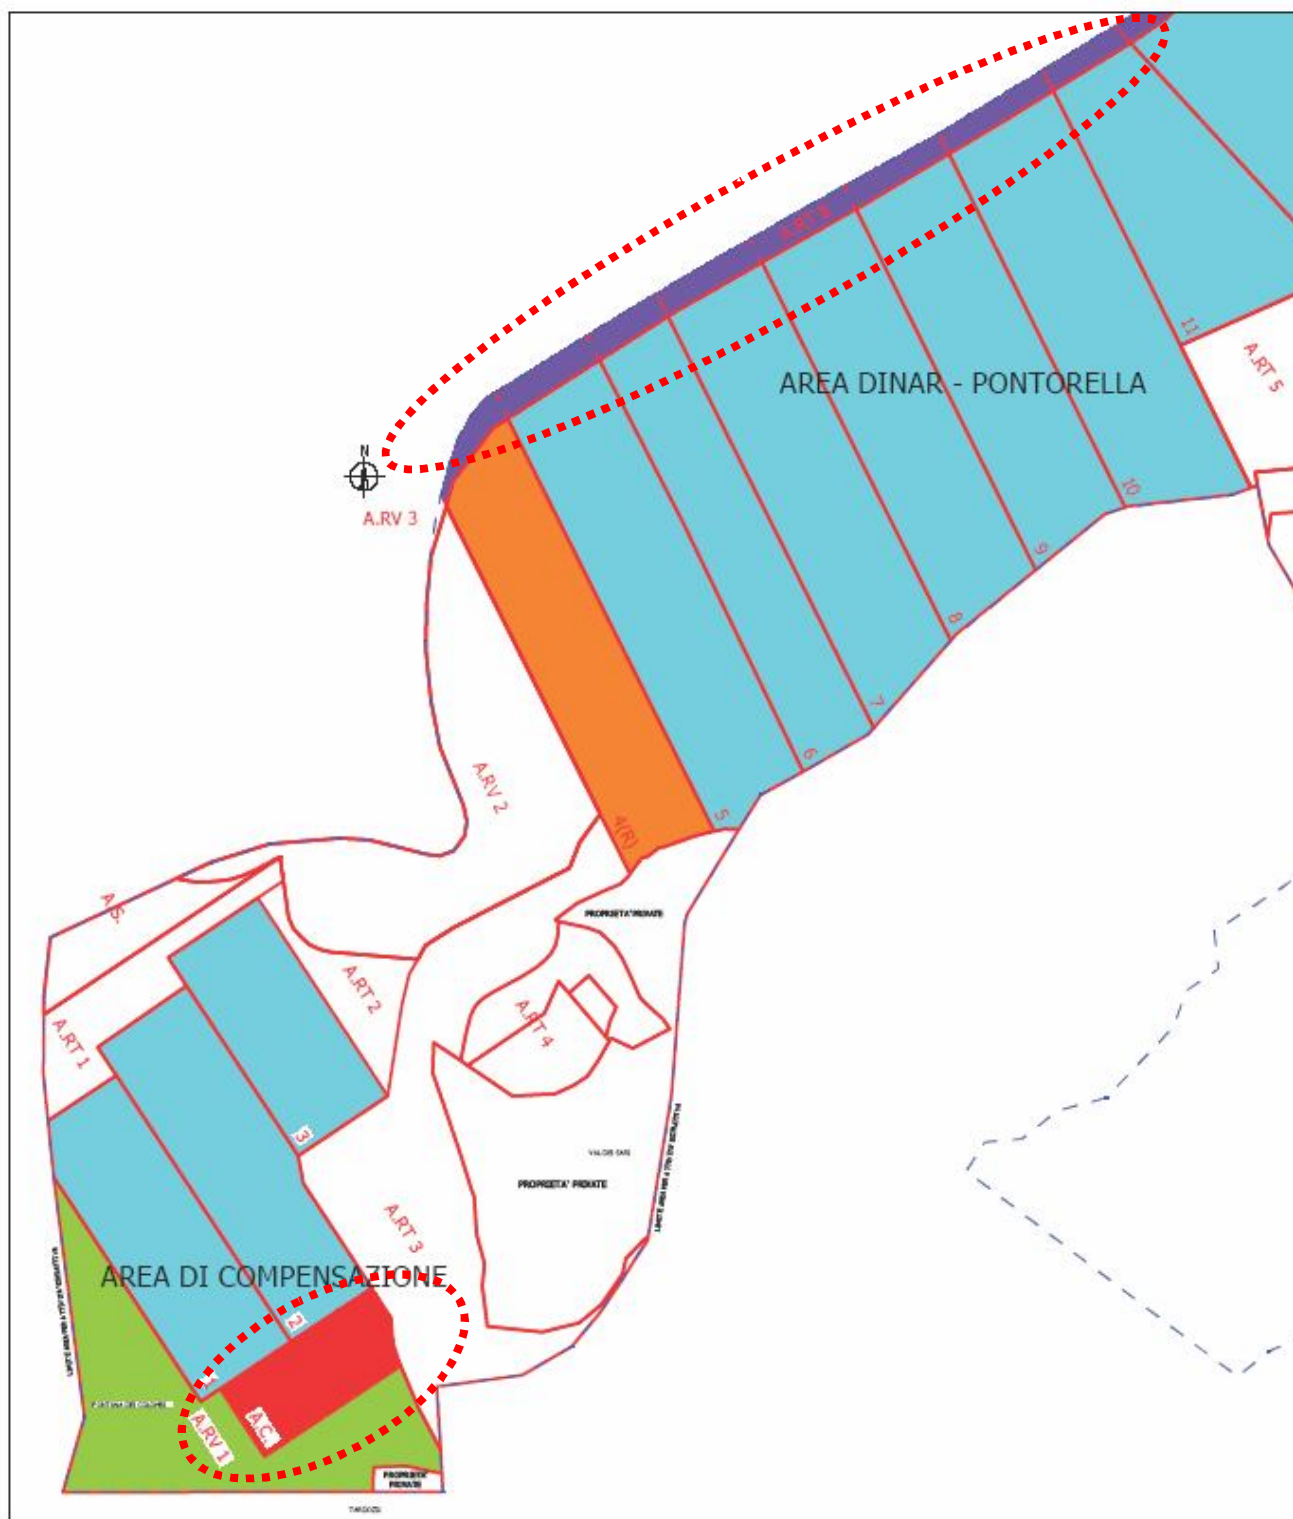 A.RT 6
11
A.RT 5
AREA DINAR - PONTORELLA
N
10
A.RV 3
9
8
7
6
A.RV 2
5
4(R)
A.S.
PROPRIETA' PRIVATE
A.RT 2
A.RT 4
A.RT 1
3
PROPRIETA' PRIVATE
A.RT 3
AREA DI COMPENSAZIONE
2
1
A.C.
A.RV 1
PROPRIETA'
PRIVATE